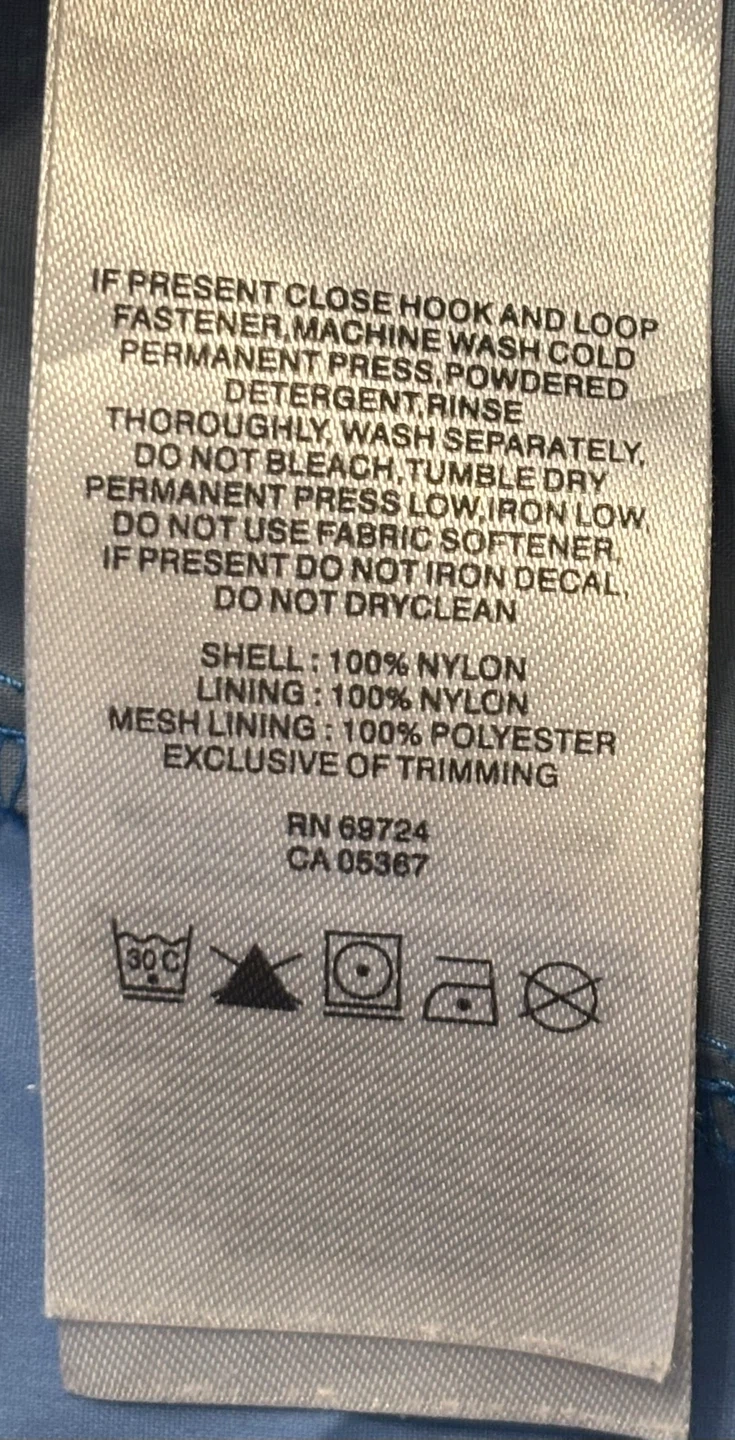 IF PRESENT CLOSE HOOK AND LOOP
FASTENER,MACHINE WASH COLD
PERMANENT PRESS,POWDERED
DETERGENT,RINSE
THOROUGHLY, WASH SEPARATELY,
DO NOT BLEACH,TUMBLE DRY
PERMANENT PRESS LOW,IRON LOW,
DO NOT USE FABRIC SOFTENER,
IF PRESENT DO NOT IRON DECAL,
DO NOT DRYCLEAN
SHELL : 100% NYLON
LINING : 100% NYLON
MESH LINING : 100% POLYESTER
EXCLUSIVE OF TRIMMING
RN 69724
CA 05367
30 C